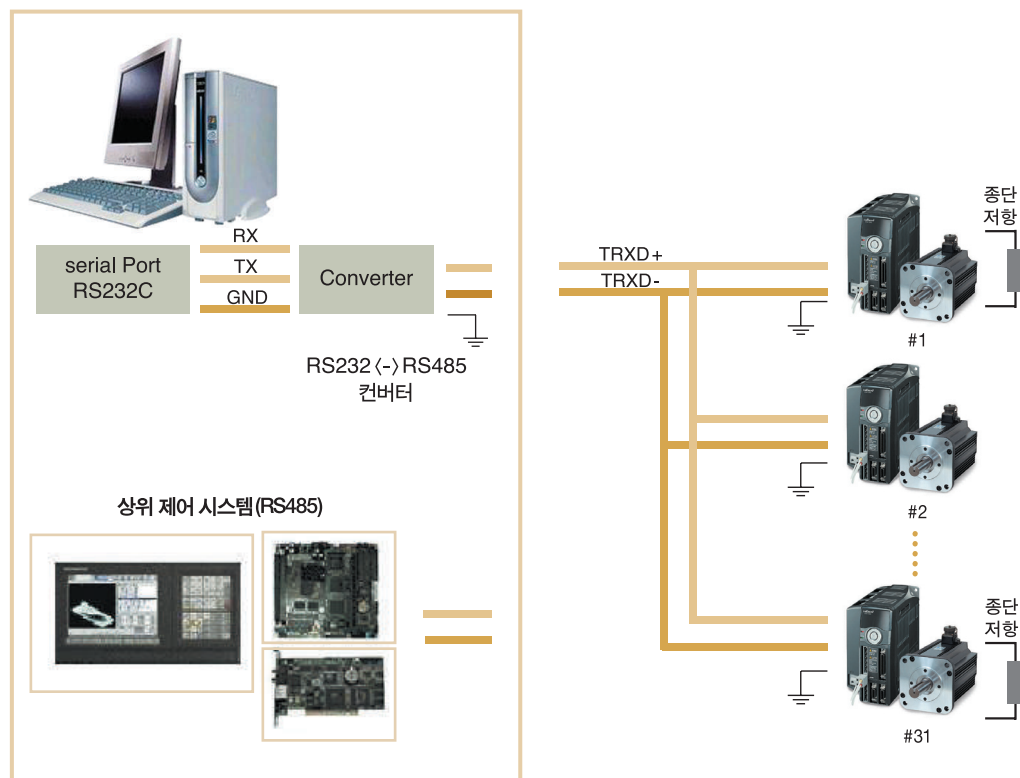 RX
serial Port
RS232C
TX
GND
Converter
RS232〈-〉RS485
컨버터
상위 제어 시스템(RS485)
TRXD+
TRXD-
종단
저항
#1
#2
종단
저항
#31